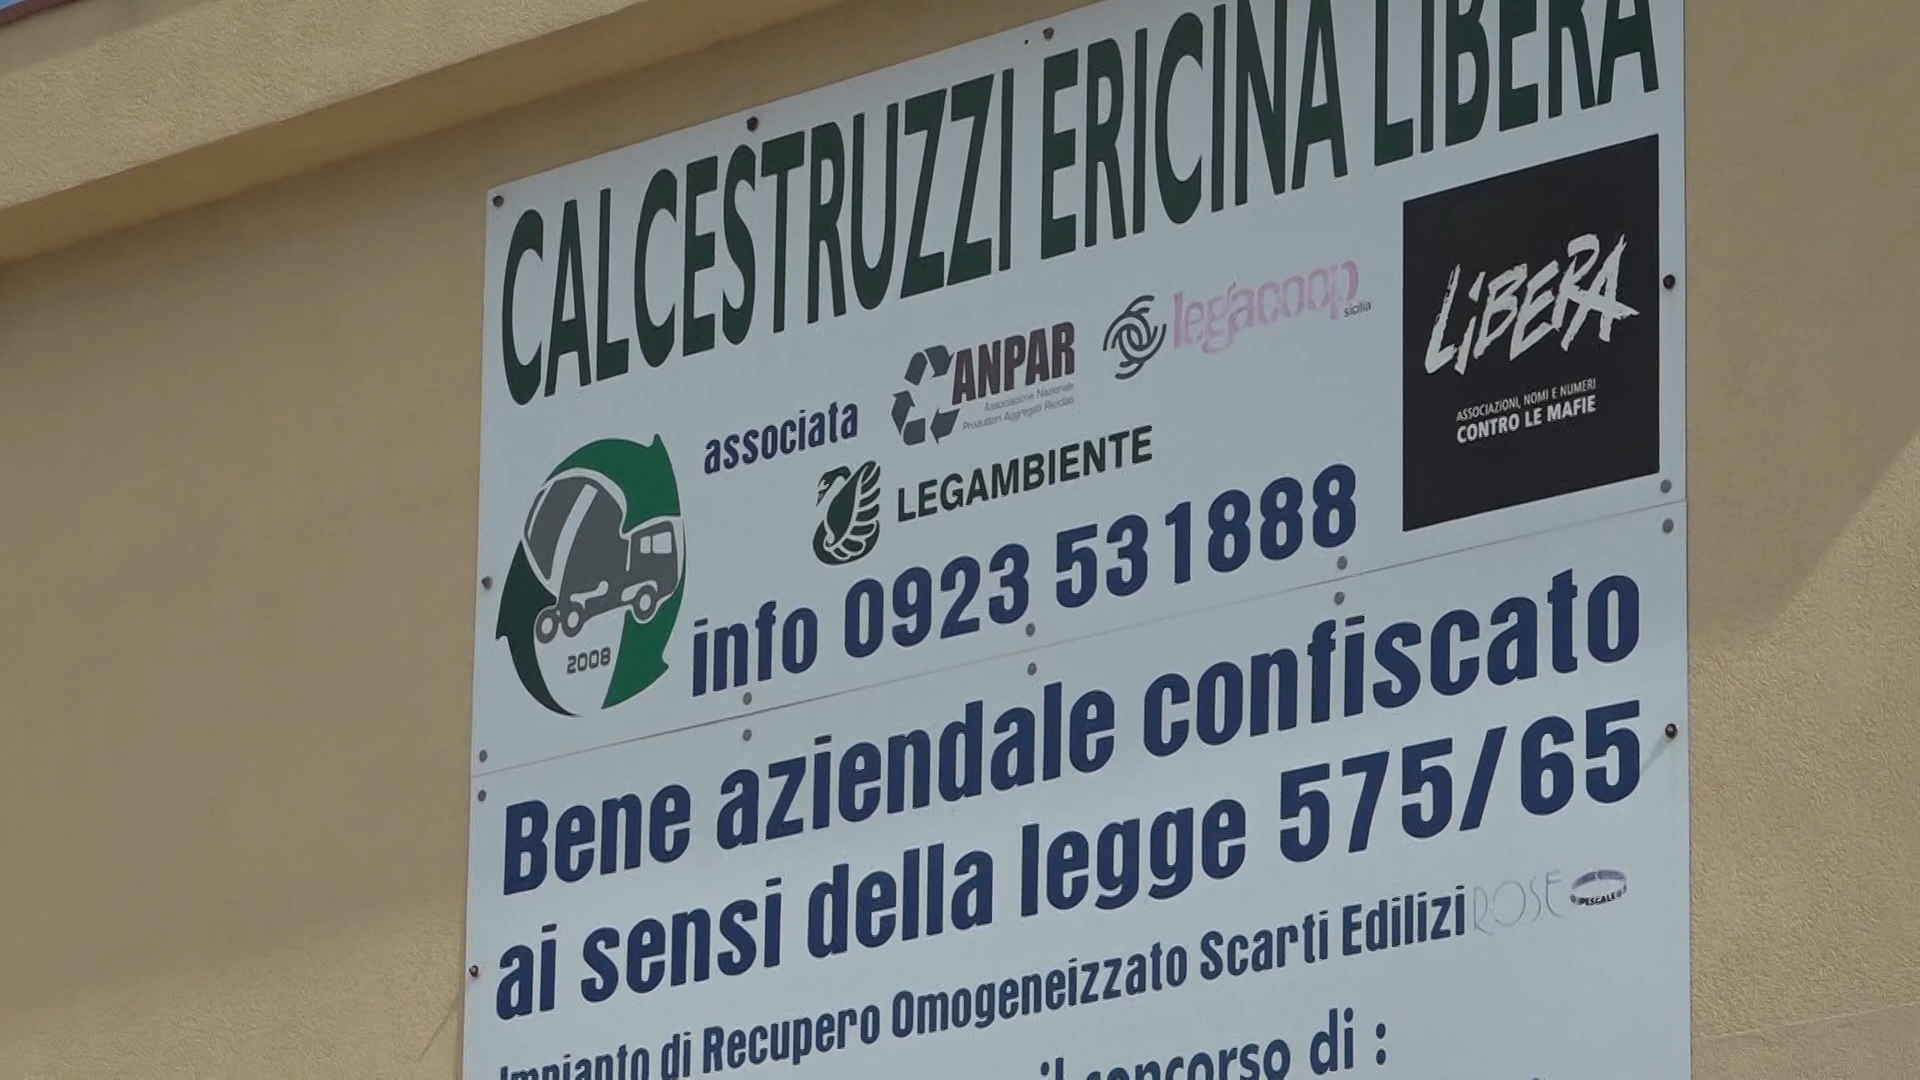 CALCESTRUZZI ERICINA LIBERA
associata
ANPAR
Associazione Nazionale
Produttori Aggregati Riciclati
legacoop
sicilia
LEGAMBIENTE
LIBERA
ASSOCIAZIONI, NOMI E NUMERI
CONTRO LE MAFIE
2008
info 0923 531888
Bene aziendale confiscato
ai sensi della legge 575/65
Impianto di Recupero Omogeneizzato Scarti Edilizi ROSE
PESCALE
il concorso di :